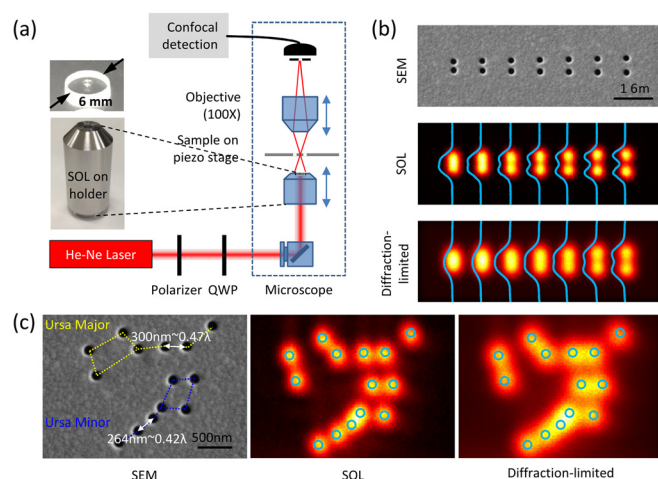 (a)
Confocal
detection
6 mm
SOL on
holder
Objective
(100X)
Sample on
piezo stage
He-Ne Laser
Polarizer QWP Microscope
(b)
SEM
1 6m
SOL
Diffraction-
limited
(c)
Ursa Major
300nm~0.47λ
Ursa Minor
264nm~0.42λ
500nm
SEM
SOL
Diffraction-limited